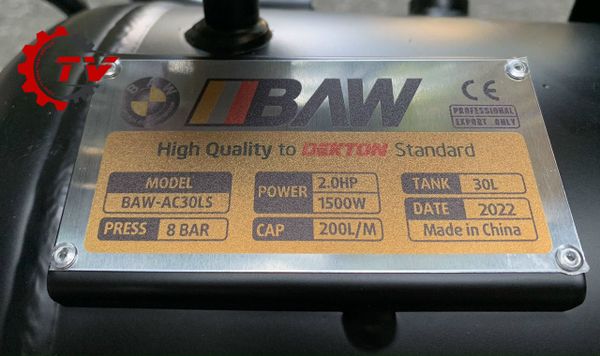 TV
BAW
BAW
CE
PROFESSIONAL
EXPORT ONLY
High Quality to DEKTON Standard
MODEL
BAW-AC30LS
PRESS 8 BAR
POWER 2.0HP
1500W
CAP 200L/M
TANK 30L
DATE 2022
Made in China